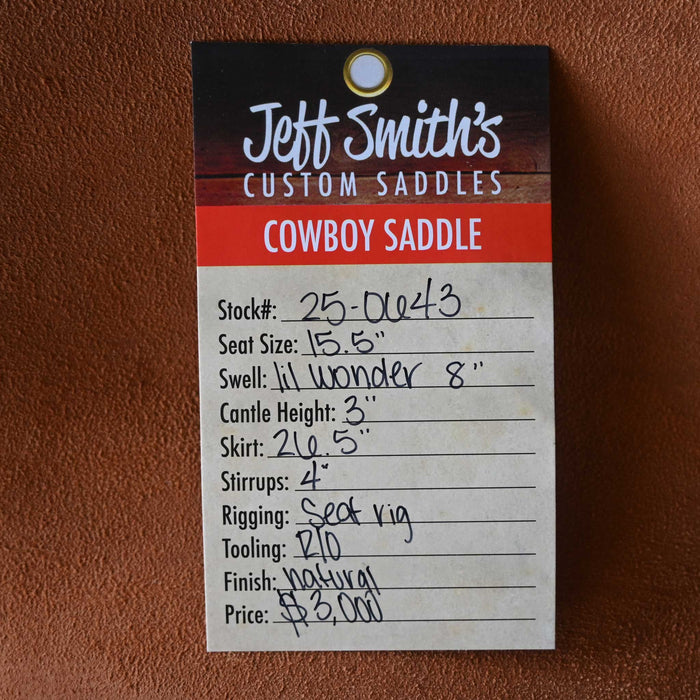 Jeff Smith's
CUSTOM SADDLES
COWBOY SADDLE
Stock#: 25-0643
Seat Size: 15.5"
Swell: lil wonder 8"
Cantle Height: 3"
Skirt: 26.5"
Stirrups: 4"
Rigging: Seat rig
Tooling: R/O
Finish: natural
Price: $3,000